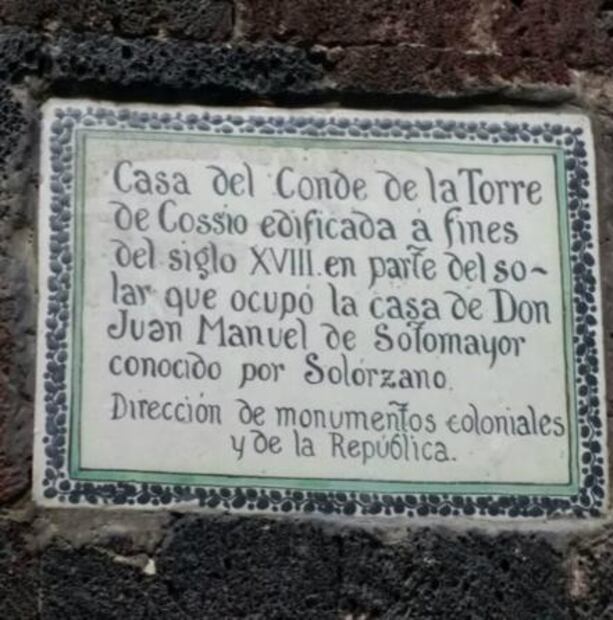 Casa del Conde de la Torre
de Cossio edificada á fines
del siglo XVIII. en parte del so~
lar que ocupó la casa de Don
Juan Manuel de Sotomayor
conocido por Solórzano.
Dirección de monumentos coloniales
y de la República.